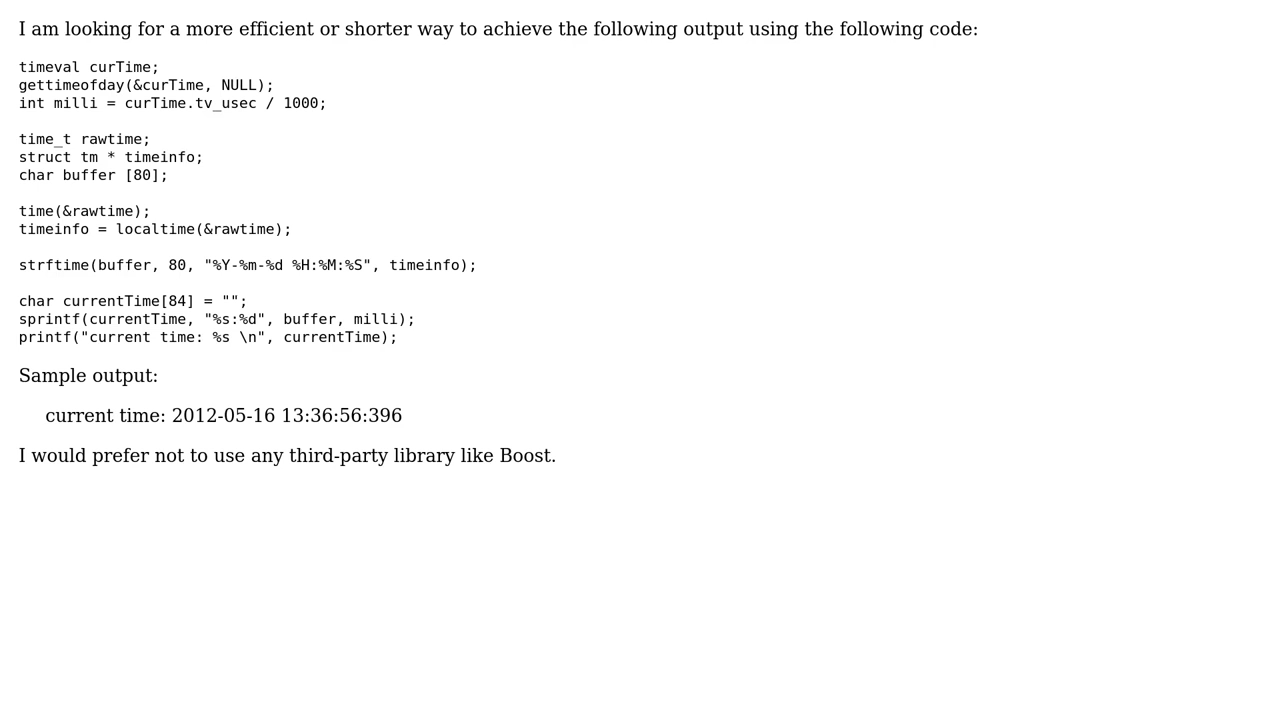 I am looking for a more efficient or shorter way to achieve the following output using the following code:
timeval curTime;
gettimeofday(&curTime, NULL);
int milli = curTime.tv_usec / 1000;
time_t rawtime;
struct tm * timeinfo;
char buffer [80];
time(&rawtime);
timeinfo = localtime(&rawtime);
strftime(buffer, 80, "%Y-%m-%d %H:%M:%S", timeinfo);
char currentTime[84] = "";
sprintf(currentTime, "%s:%d", buffer, milli);
printf("current time: %s \n", currentTime);
Sample output:
current time: 2012-05-16 13:36:56:396
I would prefer not to use any third-party library like Boost.